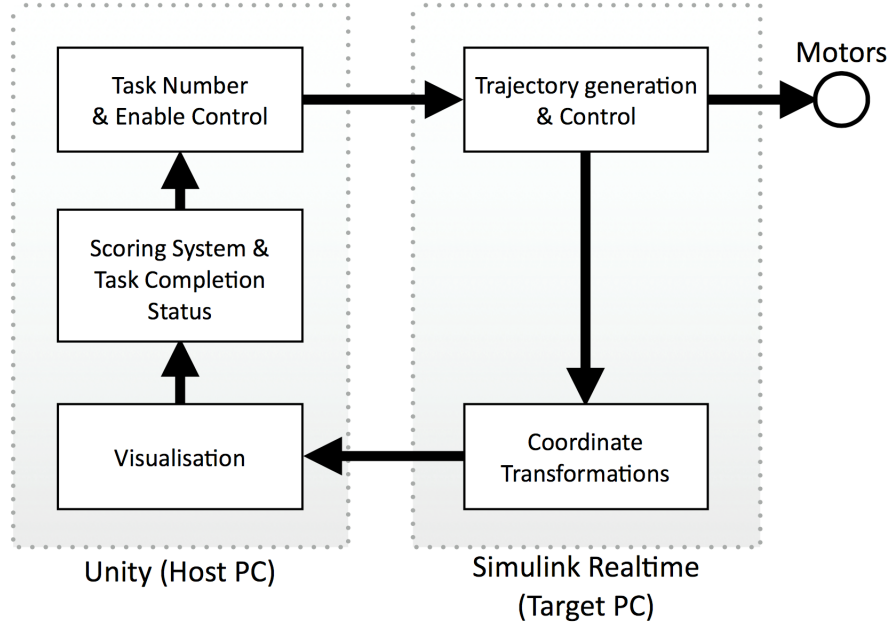 Motors
Task Number
& Enable Control
Trajectory generation
& Control
Scoring System &
Task Completion
Status
Visualisation
Coordinate
Transformations
Unity (Host PC)
Simulink Realtime
(Target PC)